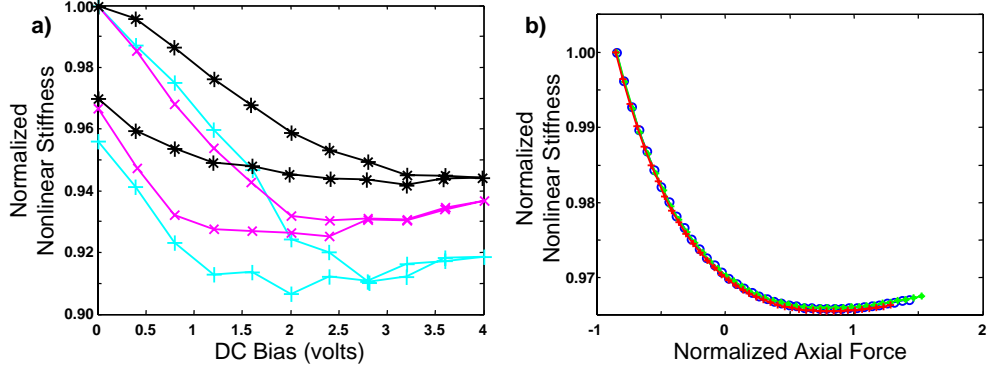 a)
1.00
0.98
0.96
0.94
0.92
0.90
Normalized
Nonlinear Stiffness
0 0.5 1 1.5 2 2.5 3 3.5 4
DC Bias (volts)
b)
1.00
0.99
0.98
0.97
Normalized
Nonlinear Stiffness
-1 0 1 2
Normalized Axial Force